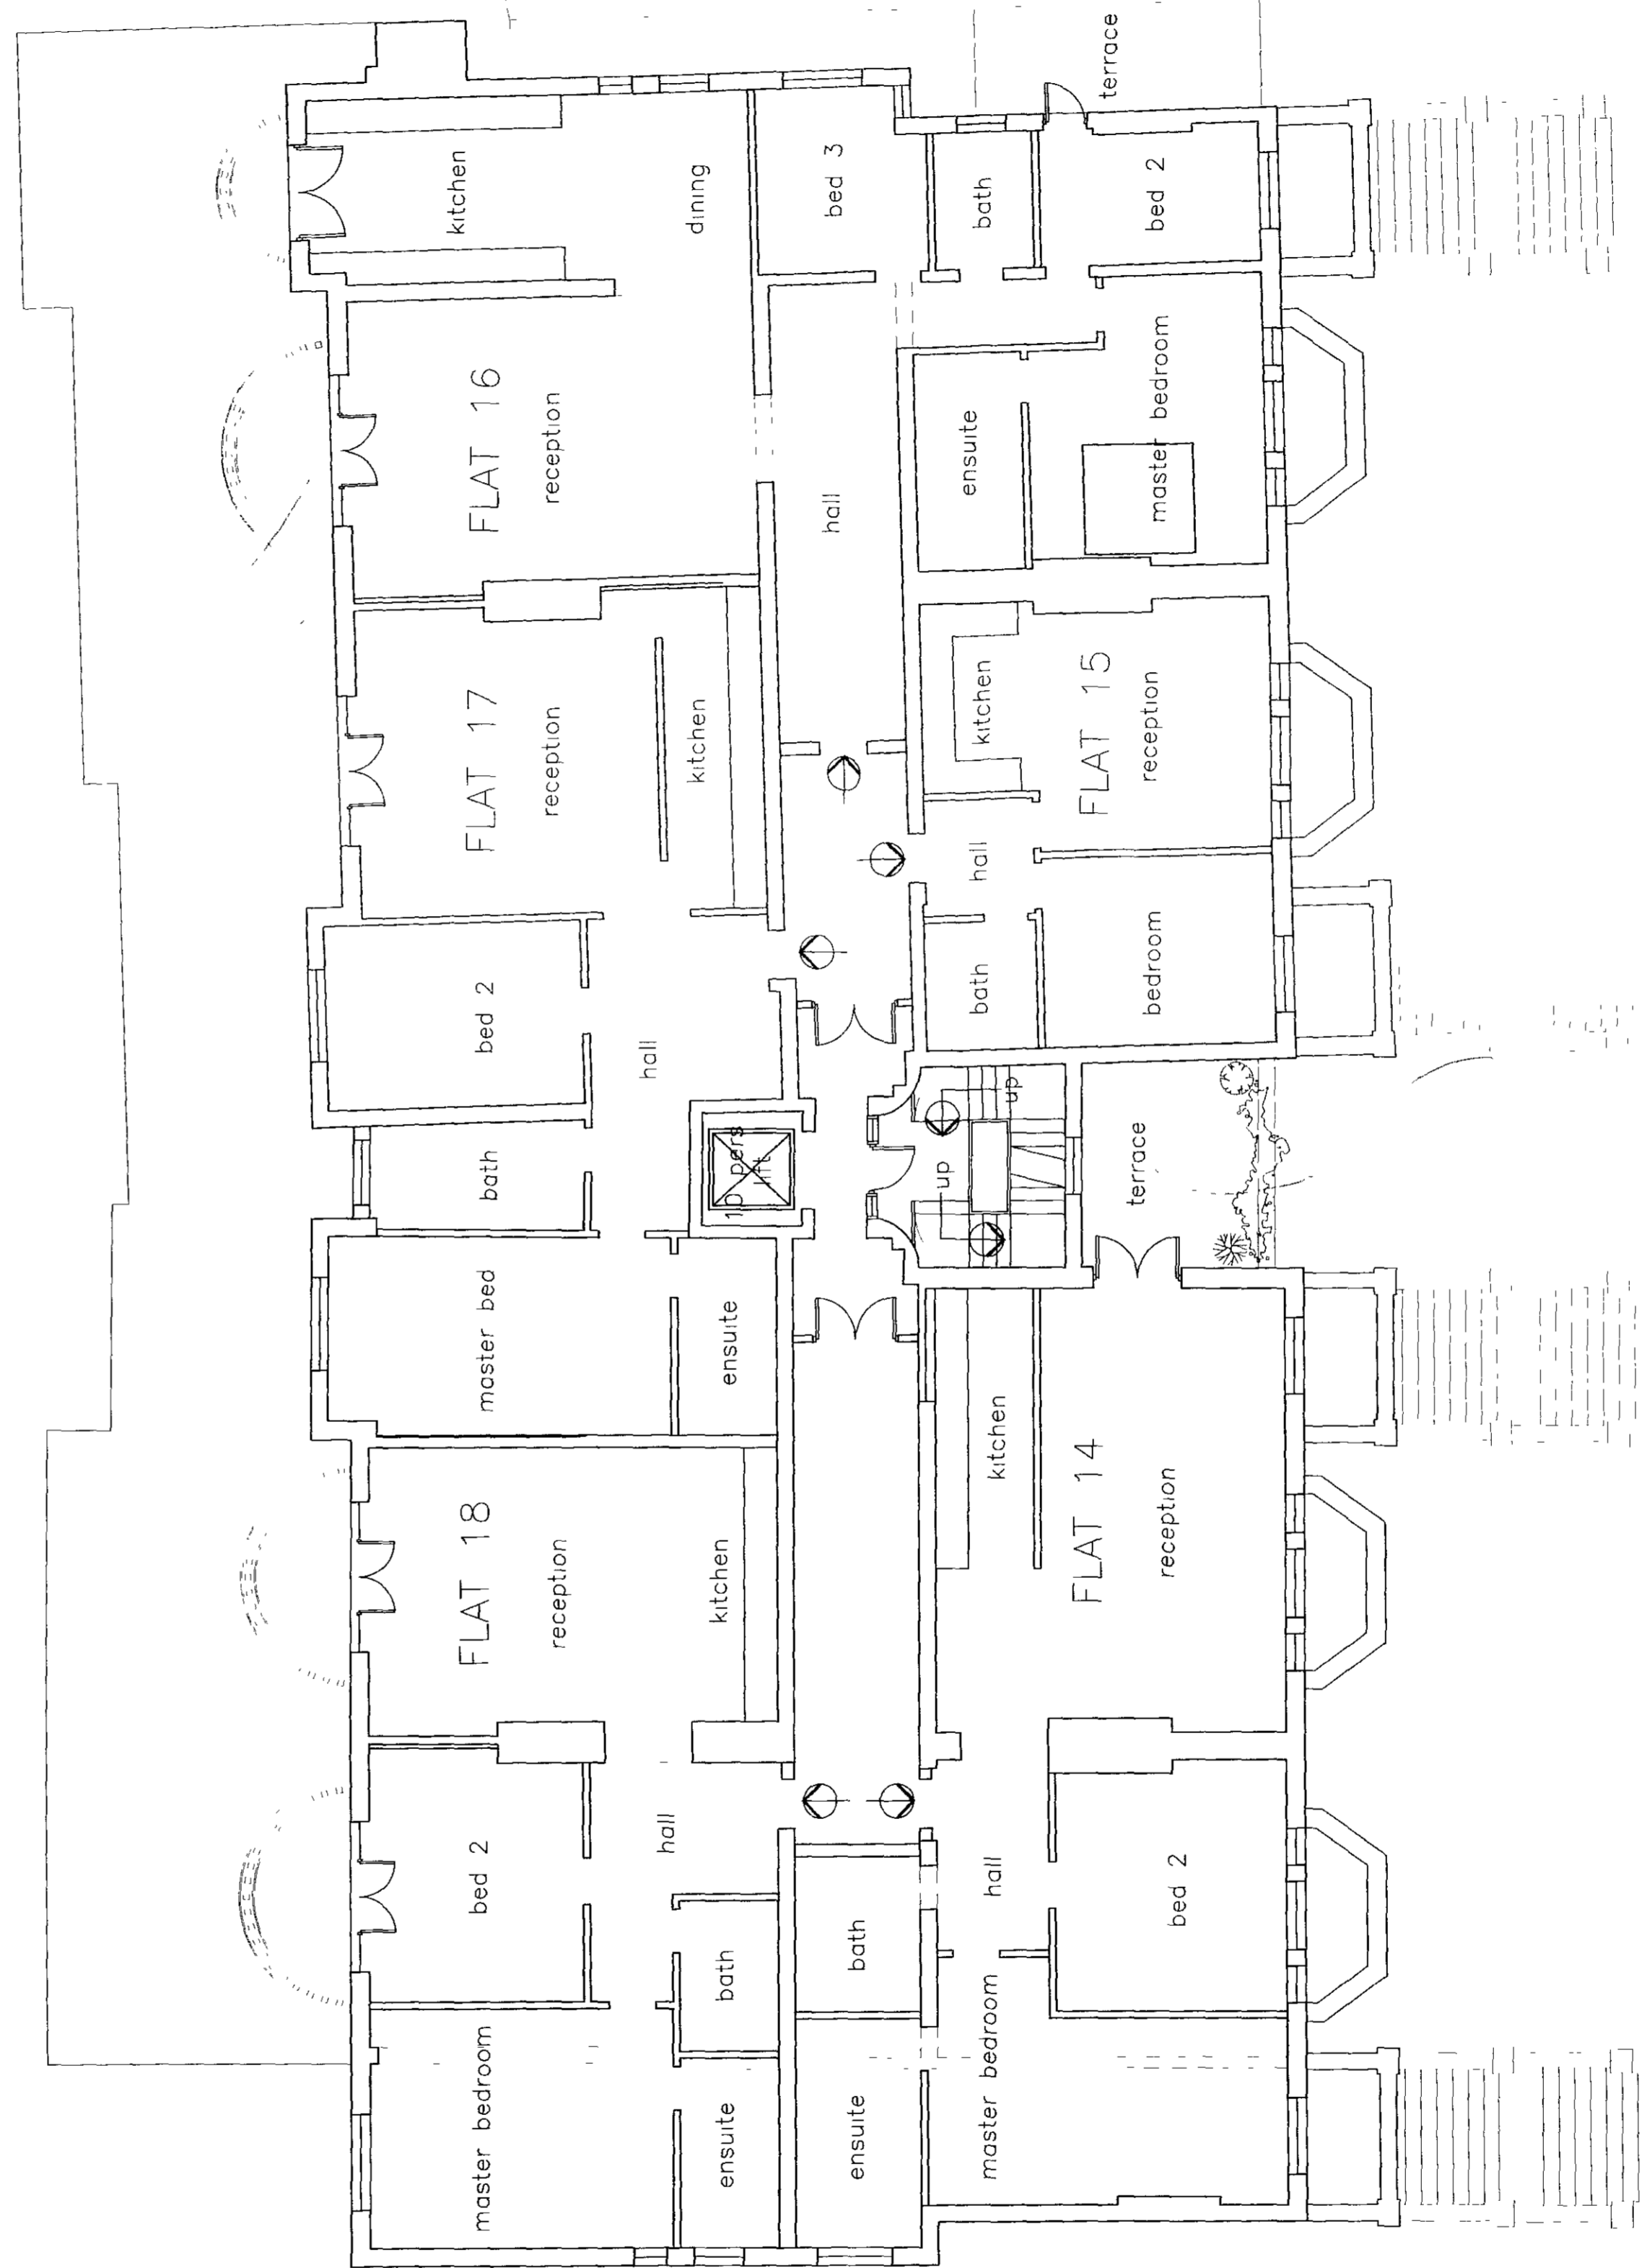 kitchen
dining
bed 3
bath
bed 2
terrace
FLAT 16
reception
hall
ensuite
master bedroom
FLAT 17
reception
kitchen
kitchen
FLAT 15
reception
hall
bed 2
hall
bath
bedroom
bath
10 pers
lift
up
up
terrace
master bed
ensuite
FLAT 18
reception
kitchen
kitchen
FLAT 14
reception
bed 2
hall
bath
bath
hall
bed 2
master bedroom
ensuite
ensuite
master bedroom